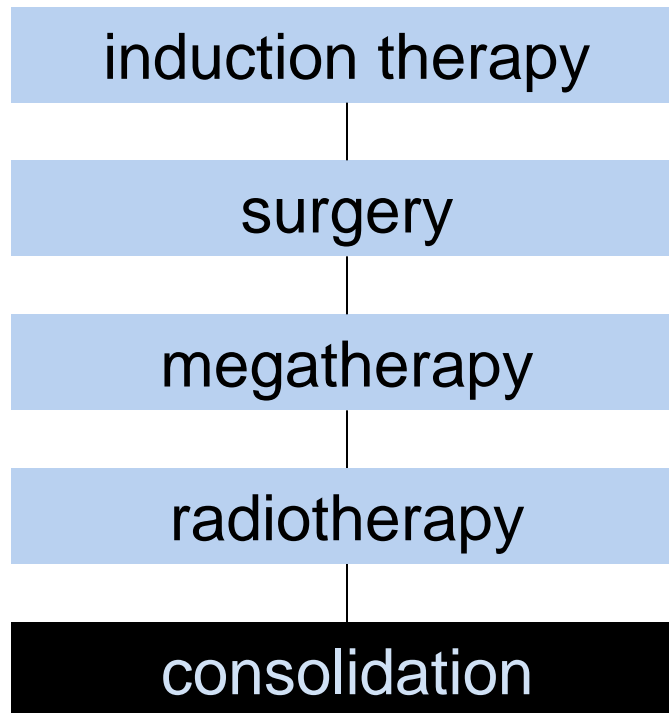 induction therapy
surgery
megatherapy
radiotherapy
consolidation